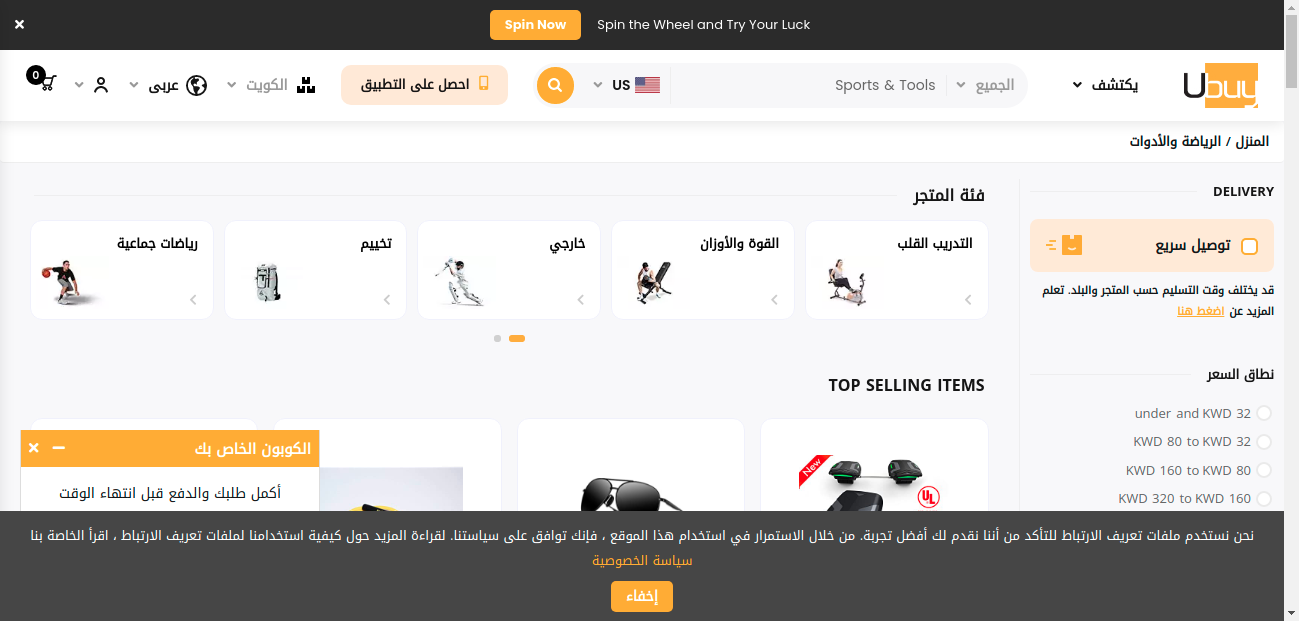 Spin Now Spin the Wheel and Try Your Luck
Ubuy
يكتشف
الجميع
Sports & Tools
US
احصل على التطبيق
الكويت
عربى
0
المنزل / الرياضة والأدوات
DELIVERY
توصيل سريع
قد يختلف وقت التسليم حسب المتجر والبلد. تعلم
المزيد عن اضغط هنا
نطاق السعر
under and KWD 32
KWD 80 to KWD 32
KWD 160 to KWD 80
KWD 320 to KWD 160
فئة المتجر
التدريب القلب
القوة والأوزان
خارجي
تخييم
رياضات جماعية
TOP SELLING ITEMS
New
UL
الكوبون الخاص بك
أكمل طلبك والدفع قبل انتهاء الوقت
نحن نستخدم ملفات تعريف الارتباط للتأكد من أننا نقدم لك أفضل تجربة. من خلال الاستمرار في استخدام هذا الموقع ، فإنك توافق على سياستنا. لقراءة المزيد حول كيفية استخدامنا لملفات تعريف الارتباط ، اقرأ الخاصة بنا
سياسة الخصوصية
إخفاء